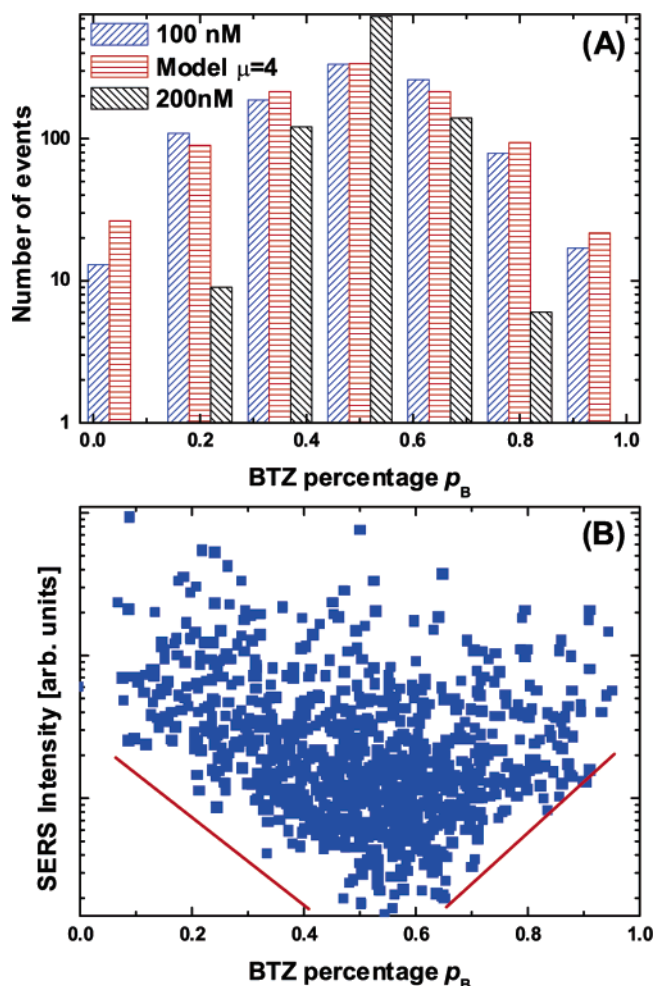 (A)
100 nM
Model μ=4
200nM
Number of events
100
10
1
0.0 0.2 0.4 0.6 0.8 1.0
BTZ percentage pB
(B)
SERS Intensity [arb. units]
0.0 0.2 0.4 0.6 0.8 1.0
BTZ percentage pB